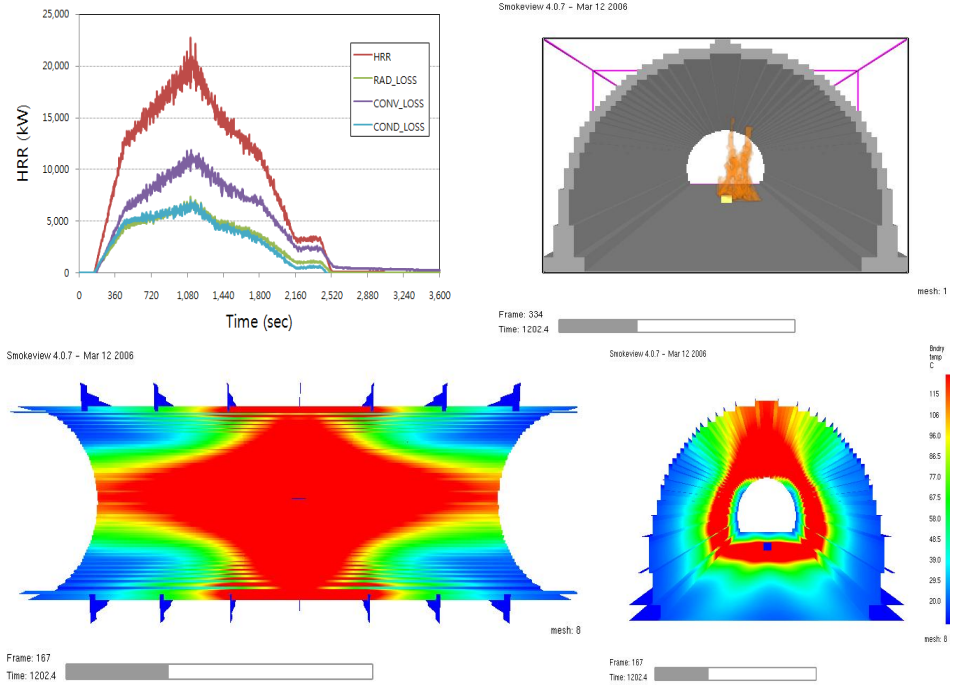 25,000
20,000
15,000
10,000
5,000
0
HRR (kW)
HRR
RAD_LOSS
CONV_LOSS
COND_LOSS
0 360 720 1,080 1,440 1,800 2,160 2,520 2,880 3,240 3,600
Time (sec)
Smokeview 4.0.7 – Mar 12 2006
mesh: 1
Frame: 334
Time: 1202.4
Smokeview 4.0.7 – Mar 12 2006
mesh: 8
Frame: 167
Time: 1202.4
Smokeview 4.0.7 – Mar 12 2006
Bndry
temp
C
115
106
96.0
86.5
77.0
67.5
58.0
48.5
39.0
29.5
20.0
mesh: 8
Frame: 167
Time: 1202.4